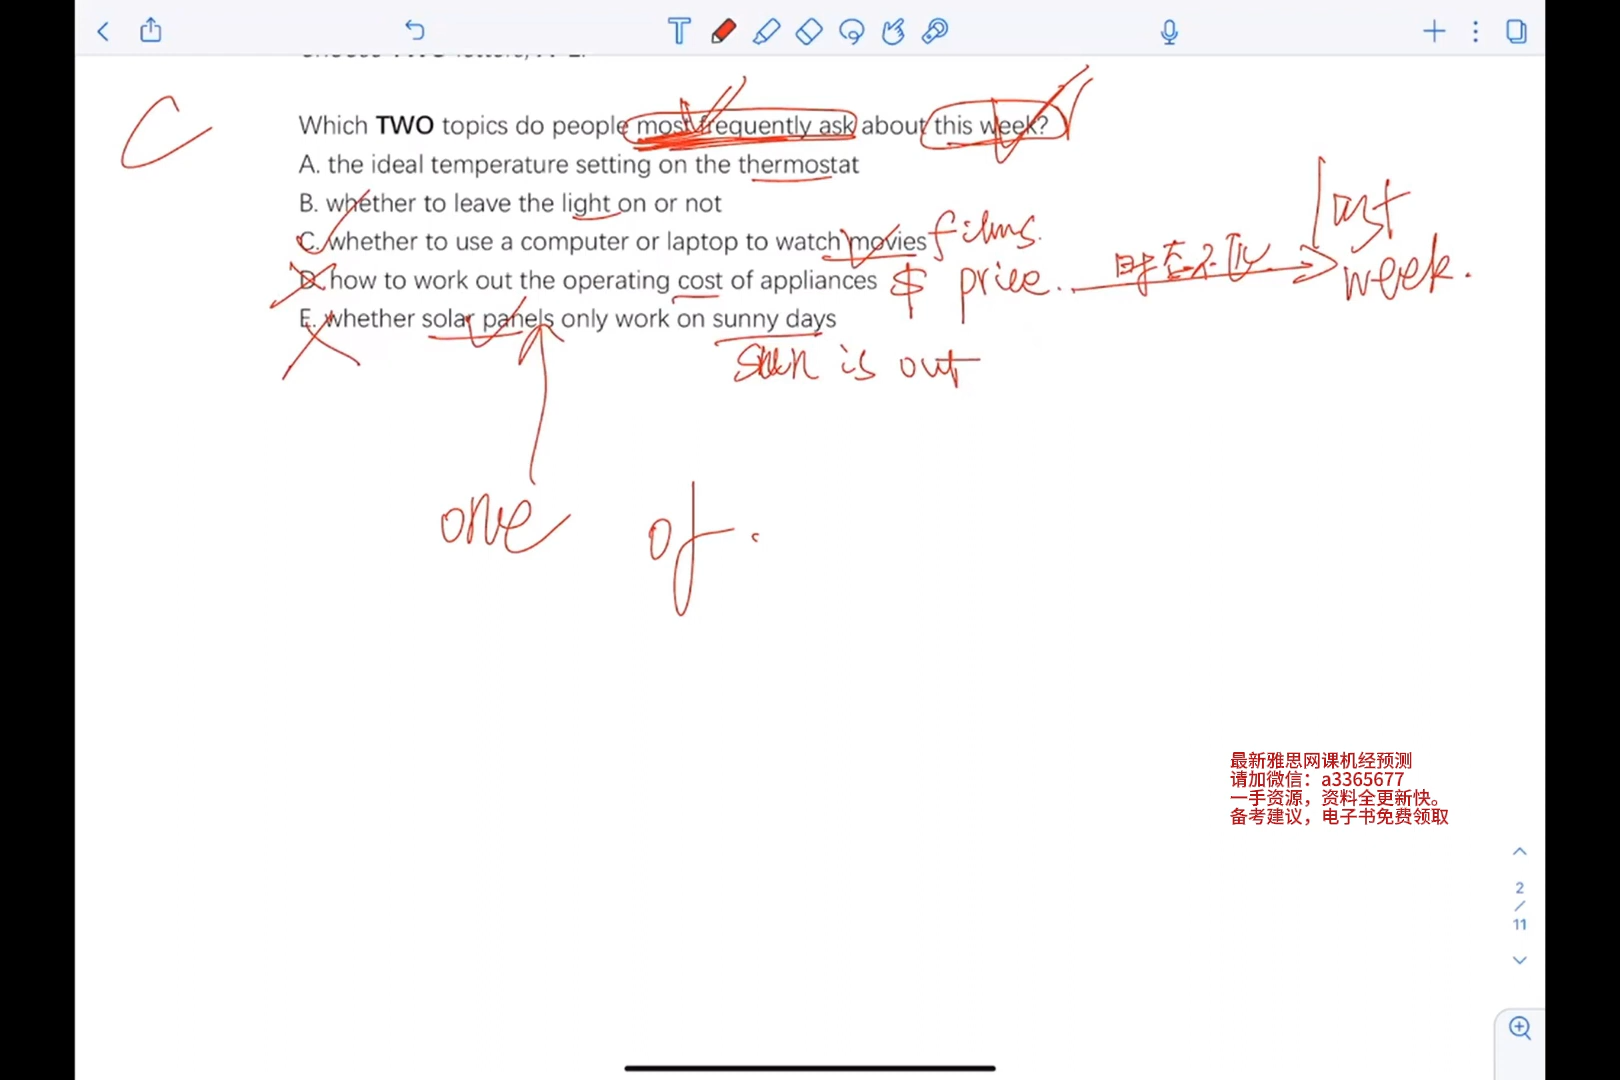 C
Which TWO topics do people most frequently ask about this week?
A. the ideal temperature setting on the thermostat
B. whether to leave the light on or not
C. whether to use a computer or laptop to watch movies films.
D. how to work out the operating cost of appliances $ price. 时态不同 last week.
E. whether solar panels only work on sunny days
sun is out
one of
最新雅思网课机经预测
请加微信：a3365677
一手资源，资料全更新快。
备考建议，电子书免费领取
2
/
11